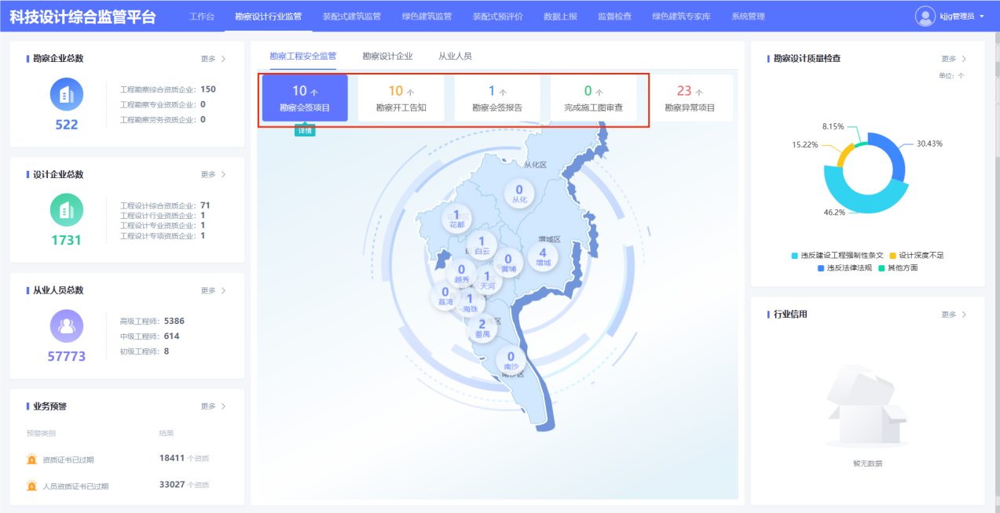 科技设计综合监管平台
工作台 勘察设计行业监管 装配式建筑监管 绿色建筑监管 装配式预评价 数据上报 监督检查 绿色建筑专家库 系统管理
kjjg管理员
勘察企业总数 更多
522
工程勘察综合资质企业: 150
工程勘察专业资质企业: 0
工程勘察劳务资质企业: 0
设计企业总数 更多
1731
工程设计综合资质企业: 71
工程设计行业资质企业: 1
工程设计专业资质企业: 1
工程设计专项资质企业: 1
从业人员总数 更多
57773
高级工程师: 5386
中级工程师: 614
初级工程师: 8
业务预警 更多
预警类别 结果
资质证书已过期 18411 个资质
人员资质证书已过期 33027 个资质
勘察工程安全监管 勘察设计企业 从业人员
10 个
勘察会签项目
10 个
勘察开工告知
1 个
勘察会签报告
0 个
完成施工图审查
23 个
勘察异常项目
详情
从化区
0
从化
1
花都
1
白云
增城区
4
增城
0
黄埔
0
越秀
1
天河
0
荔湾
1
海珠
2
番禺
0
南沙
南沙区
勘察设计质量检查 更多
单位: 个
8.15%
15.22%
30.43%
46.2%
违反建设工程强制性条文 设计深度不足
违反法律法规 其他方面
行业信用 更多
暂无数据